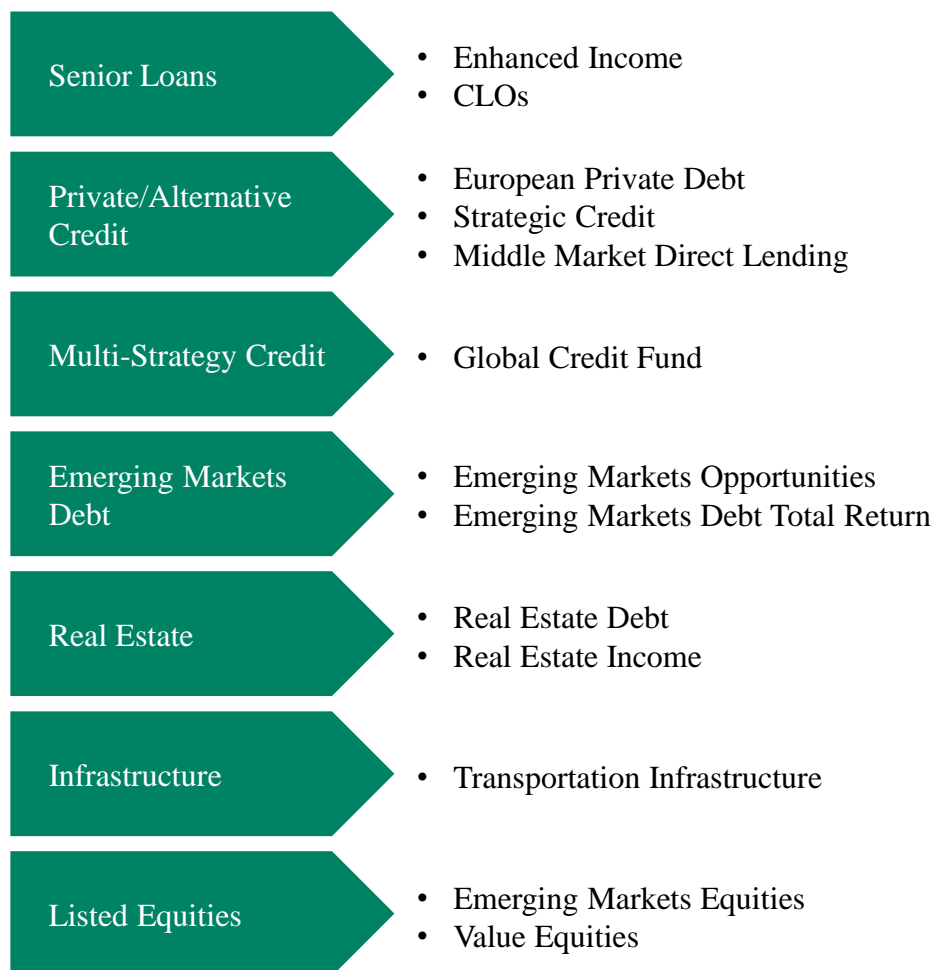 Senior Loans
• Enhanced Income
• CLOs
Private/Alternative
Credit
• European Private Debt
• Strategic Credit
• Middle Market Direct Lending
Multi-Strategy Credit
• Global Credit Fund
Emerging Markets
Debt
• Emerging Markets Opportunities
• Emerging Markets Debt Total Return
Real Estate
• Real Estate Debt
• Real Estate Income
Infrastructure
• Transportation Infrastructure
Listed Equities
• Emerging Markets Equities
• Value Equities